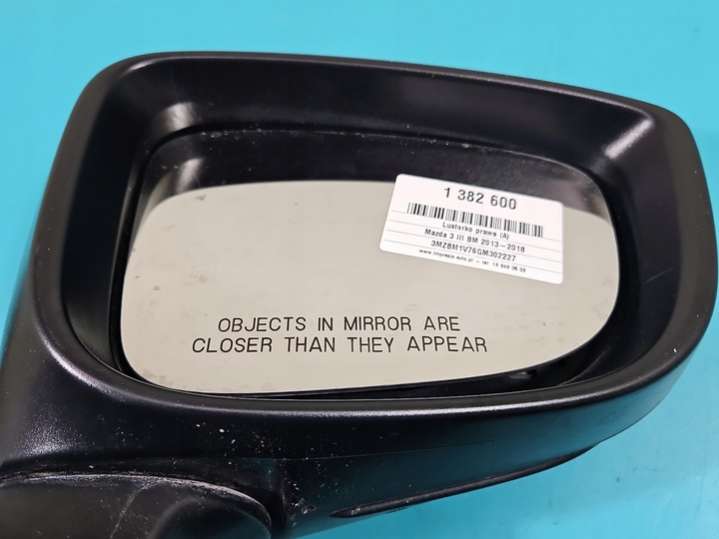 1 382 600
Lusterko prawe (A)
Mazda 3 III BM 2013-2018
3MZBM1V76GM307227
OBJECTS IN MIRROR ARE
CLOSER THAN THEY APPEAR